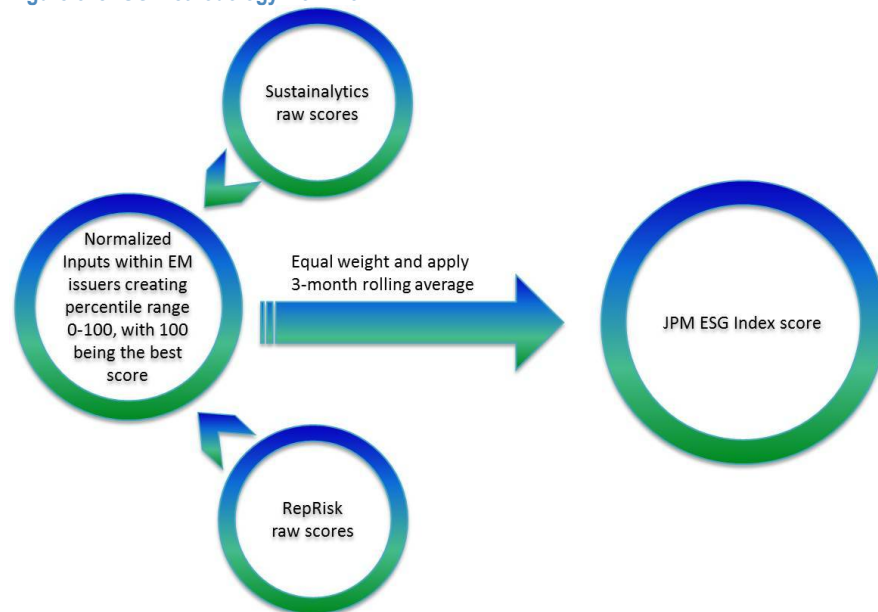 Sustainalytics
raw scores
Normalized
Inputs within EM
issuers creating
percentile range
0-100, with 100
being the best
score
Equal weight and apply
3-month rolling average
JPM ESG Index score
RepRisk
raw scores